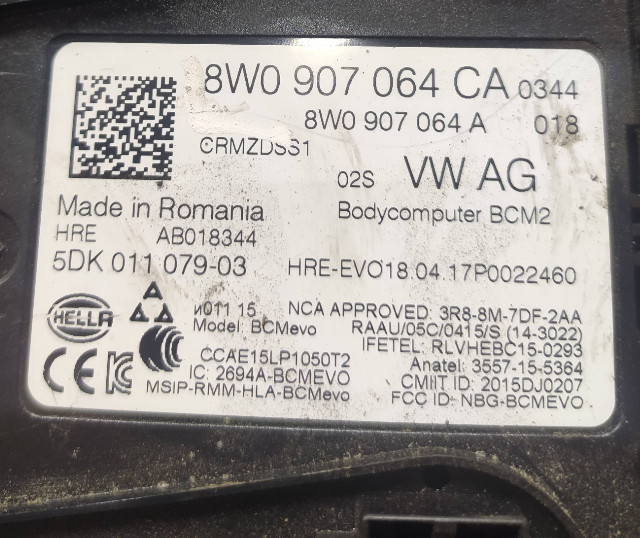 8W0 907 064 CA 0344
8W0 907 064 A 018
CRMZDSS1
02S VW AG
Made in Romania Bodycomputer BCM2
HRE AB018344
5DK 011 079-03 HRE-EVO18.04.17P0022460
HELLA
и011 15 NCA APPROVED: 3R8-8M-7DF-2AA
Model: BCMevo RAAU/05C/0415/S (14-3022)
IFETEL: RLVHEBC15-0293
CCAE15LP1050T2 Anatel: 3557-15-5364
CE IC: 2694A-BCMEVO CMIIT ID: 2015DJ0207
MSIP-RMM-HLA-BCMevo FCC ID: NBG-BCMEVO